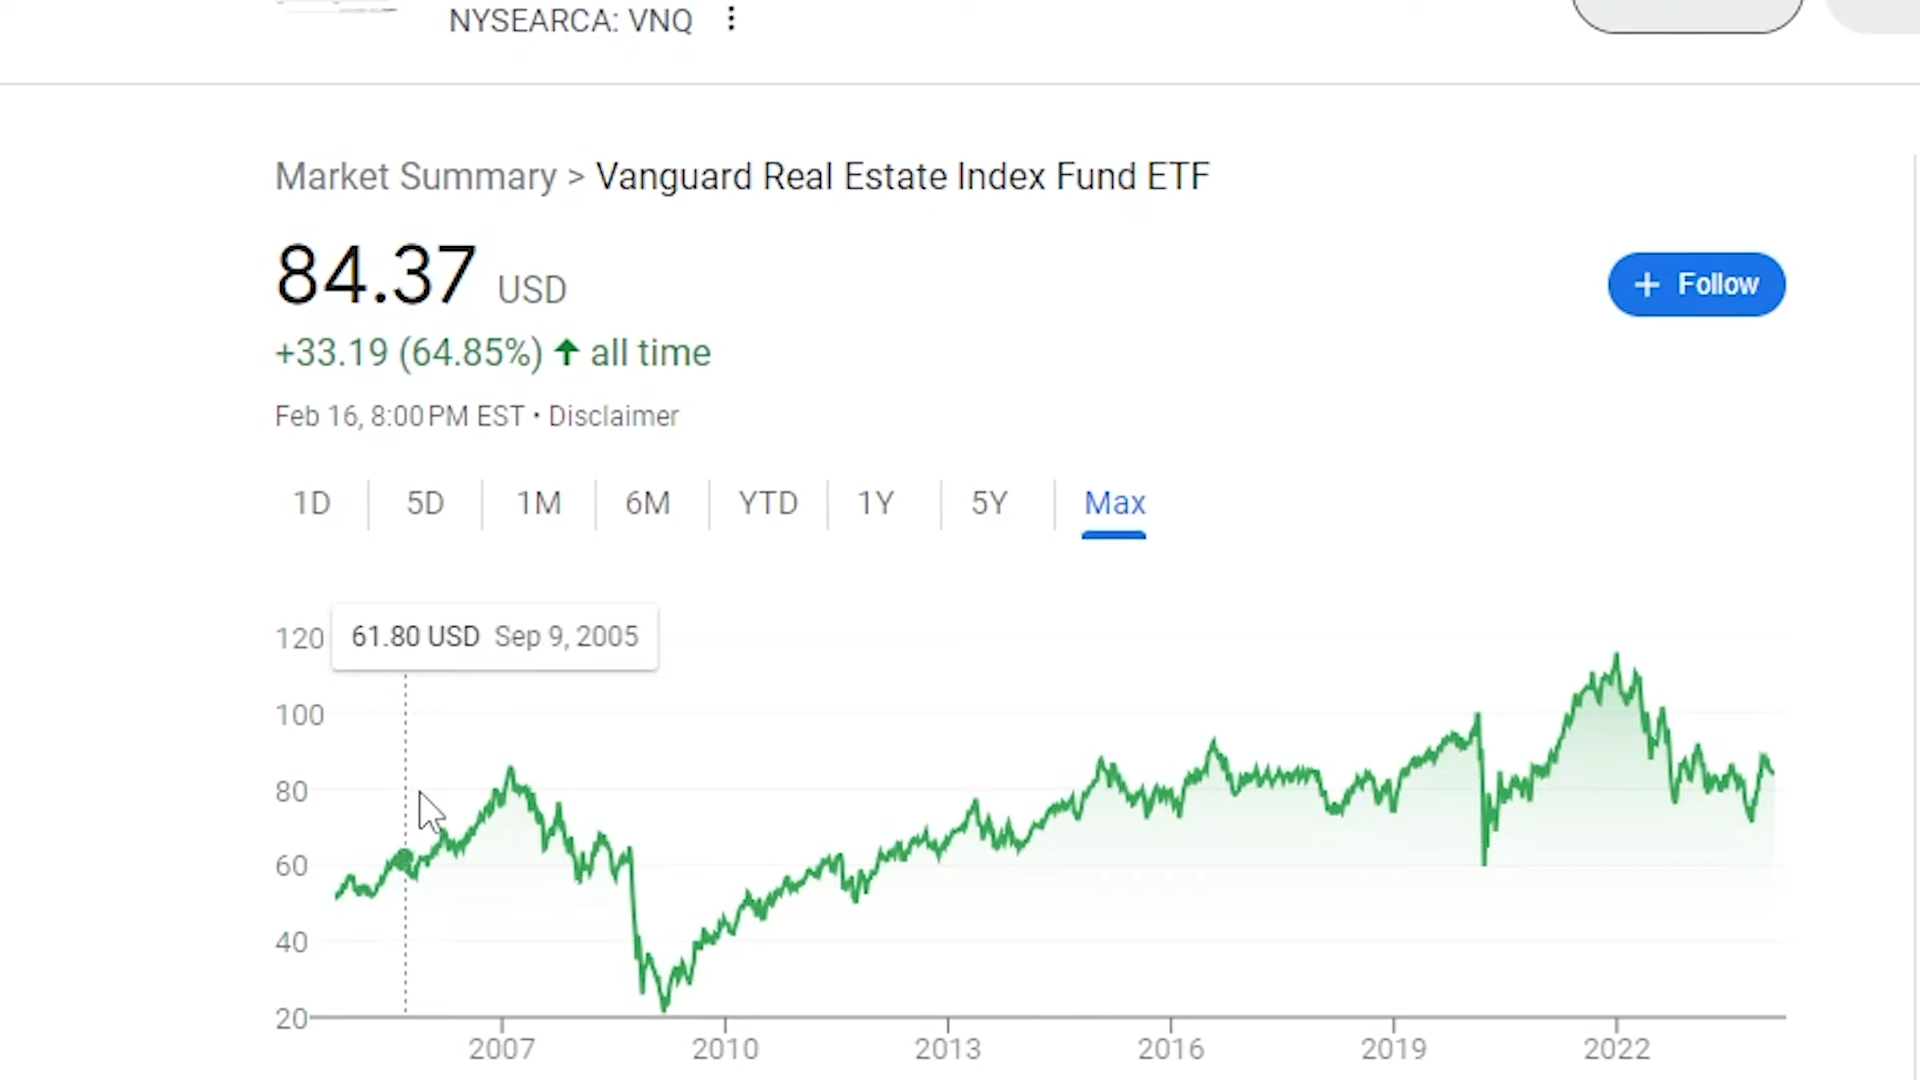 NYSEARCA: VNQ
Market Summary > Vanguard Real Estate Index Fund ETF
84.37 USD
+ Follow
+33.19 (64.85%) ↑ all time
Feb 16, 8:00 PM EST • Disclaimer
1D 5D 1M 6M YTD 1Y 5Y Max
61.80 USD Sep 9, 2005
120
100
80
60
40
20
2007 2010 2013 2016 2019 2022